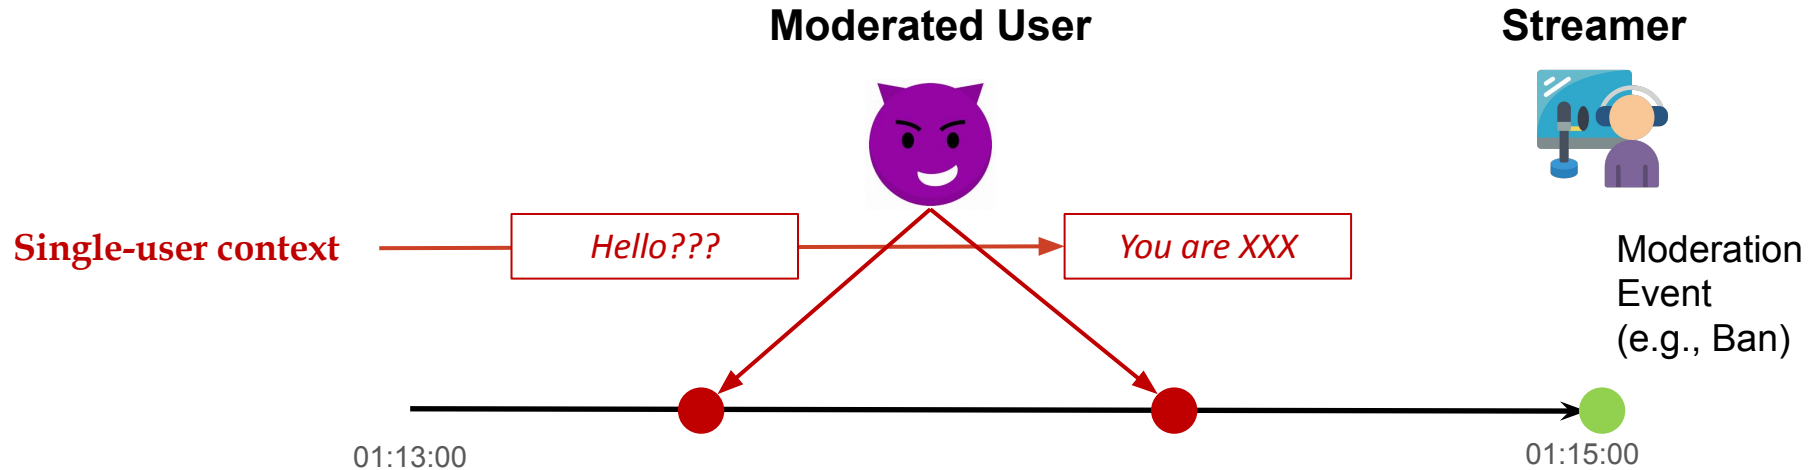 Moderated User
Streamer
Single-user context
Hello???
You are XXX
Moderation
Event
(e.g., Ban)
01:13:00
01:15:00